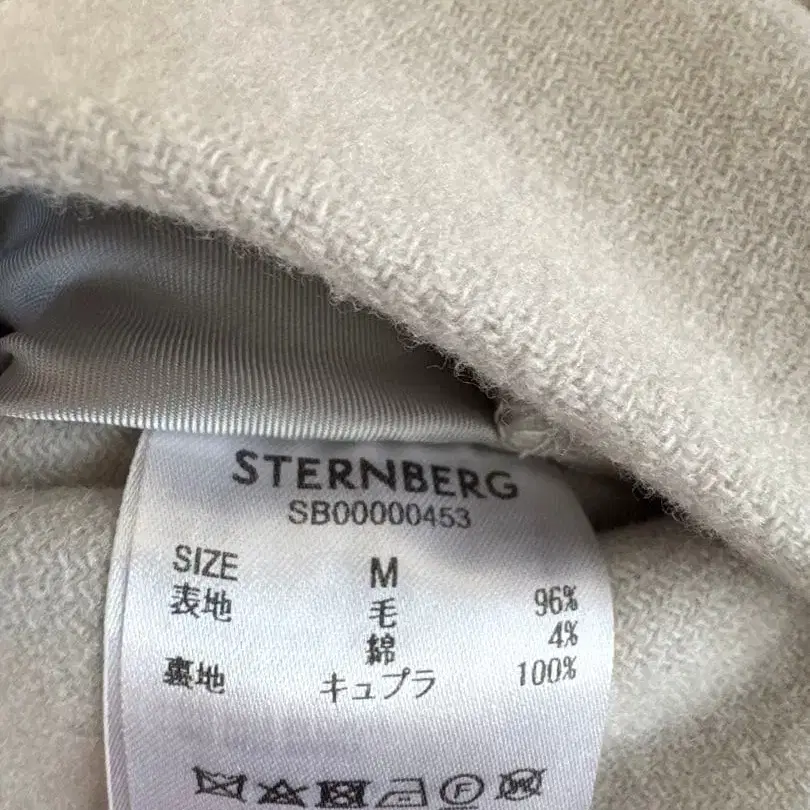 STERNBERG
SB00000453
SIZE M
表地 毛 96%
綿 4%
裏地 キュプラ 100%
F